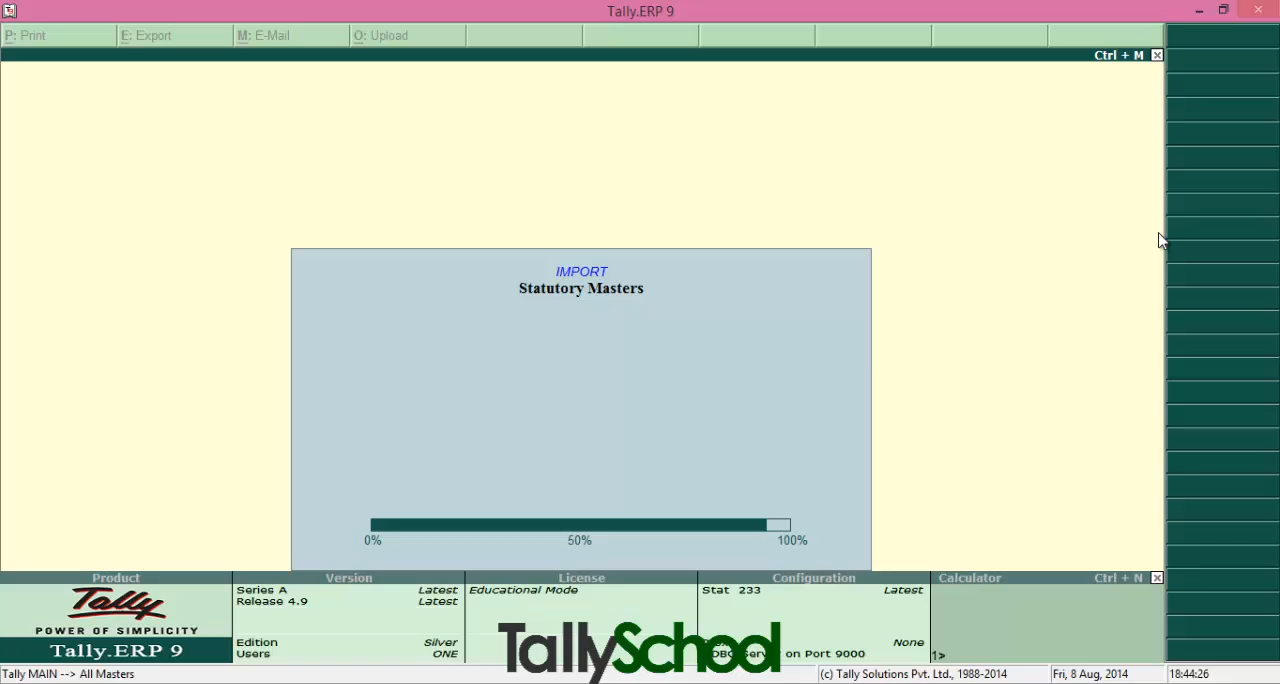 Tally.ERP 9
P: Print
E: Export
M: E-Mail
O: Upload
Ctrl + M
IMPORT
Statutory Masters
0%
50%
100%
Product
Version
License
Configuration
Calculator
Ctrl + N
Tally
POWER OF SIMPLICITY
Tally.ERP 9
Series A Latest
Release 4.9 Latest
Edition Silver
Users ONE
Educational Mode
Stat 233 Latest
None
Server on Port 9000
1>
TallySchool
Tally MAIN --> All Masters
(c) Tally Solutions Pvt. Ltd., 1988-2014
Fri, 8 Aug, 2014
18:44:26